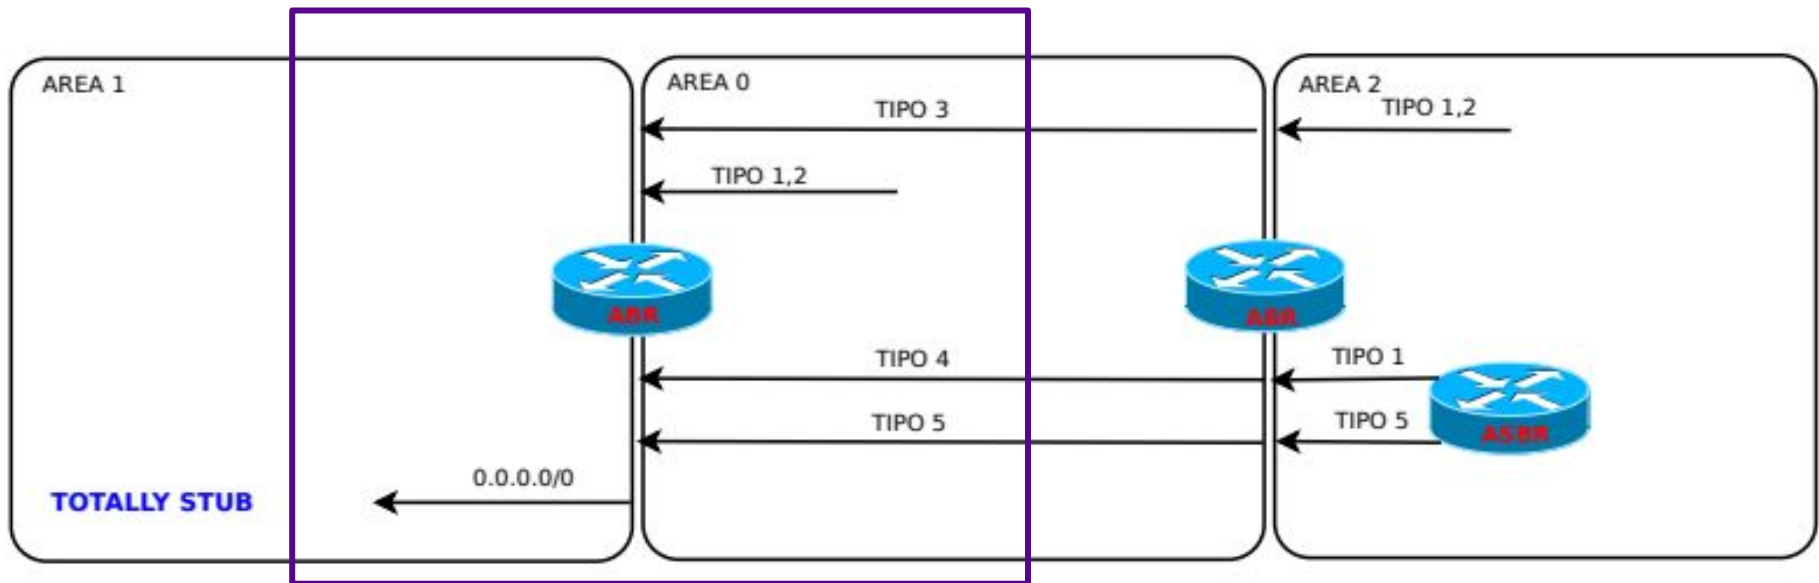 AREA 1
AREA 0
TIPO 3
AREA 2
TIPO 1,2
TIPO 1,2
ABR
ABR
TIPO 4
TIPO 1
TIPO 5
TIPO 5
ASBR
0.0.0.0/0
TOTALLY STUB